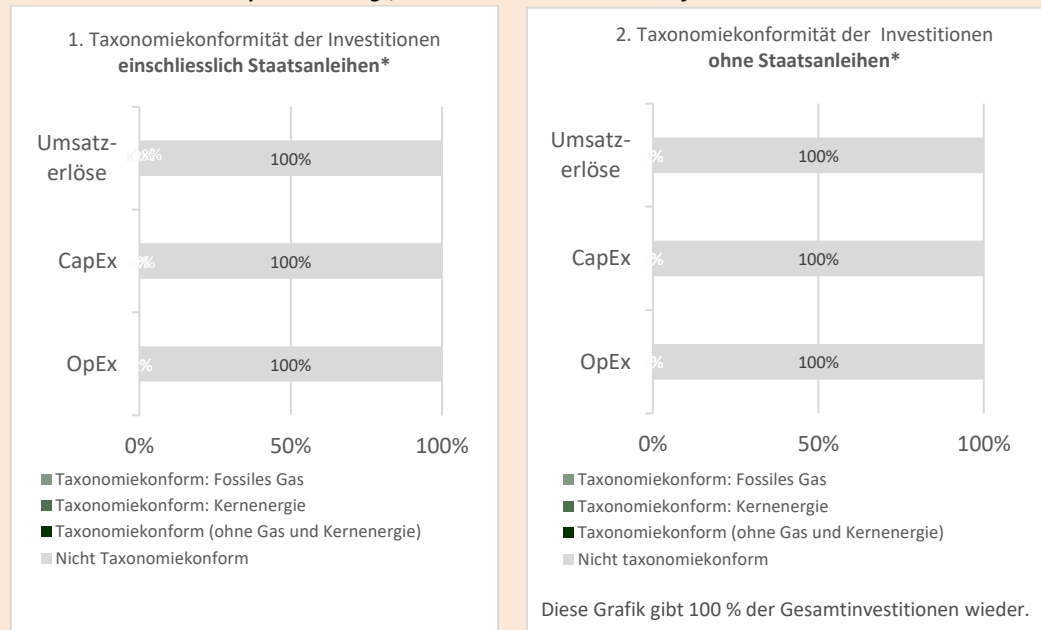 1. Taxonomiekonformität der Investitionen
einschliesslich Staatsanleihen*
Umsatz-
erlöse
100%
CapEx
100%
OpEx
%
100%
0% 50% 100%
Taxonomiekonform: Fossiles Gas
Taxonomiekonform: Kernenergie
Taxonomiekonform (ohne Gas und Kernenergie)
Nicht Taxonomiekonform
2. Taxonomiekonformität der Investitionen
ohne Staatsanleihen*
Umsatz-
erlöse
%
100%
CapEx
%
100%
OpEx
%
100%
0% 50% 100%
Taxonomiekonform: Fossiles Gas
Taxonomiekonform: Kernenergie
Taxonomiekonform (ohne Gas und Kernenergie)
Nicht taxonomiekonform
Diese Grafik gibt 100 % der Gesamtinvestitionen wieder.